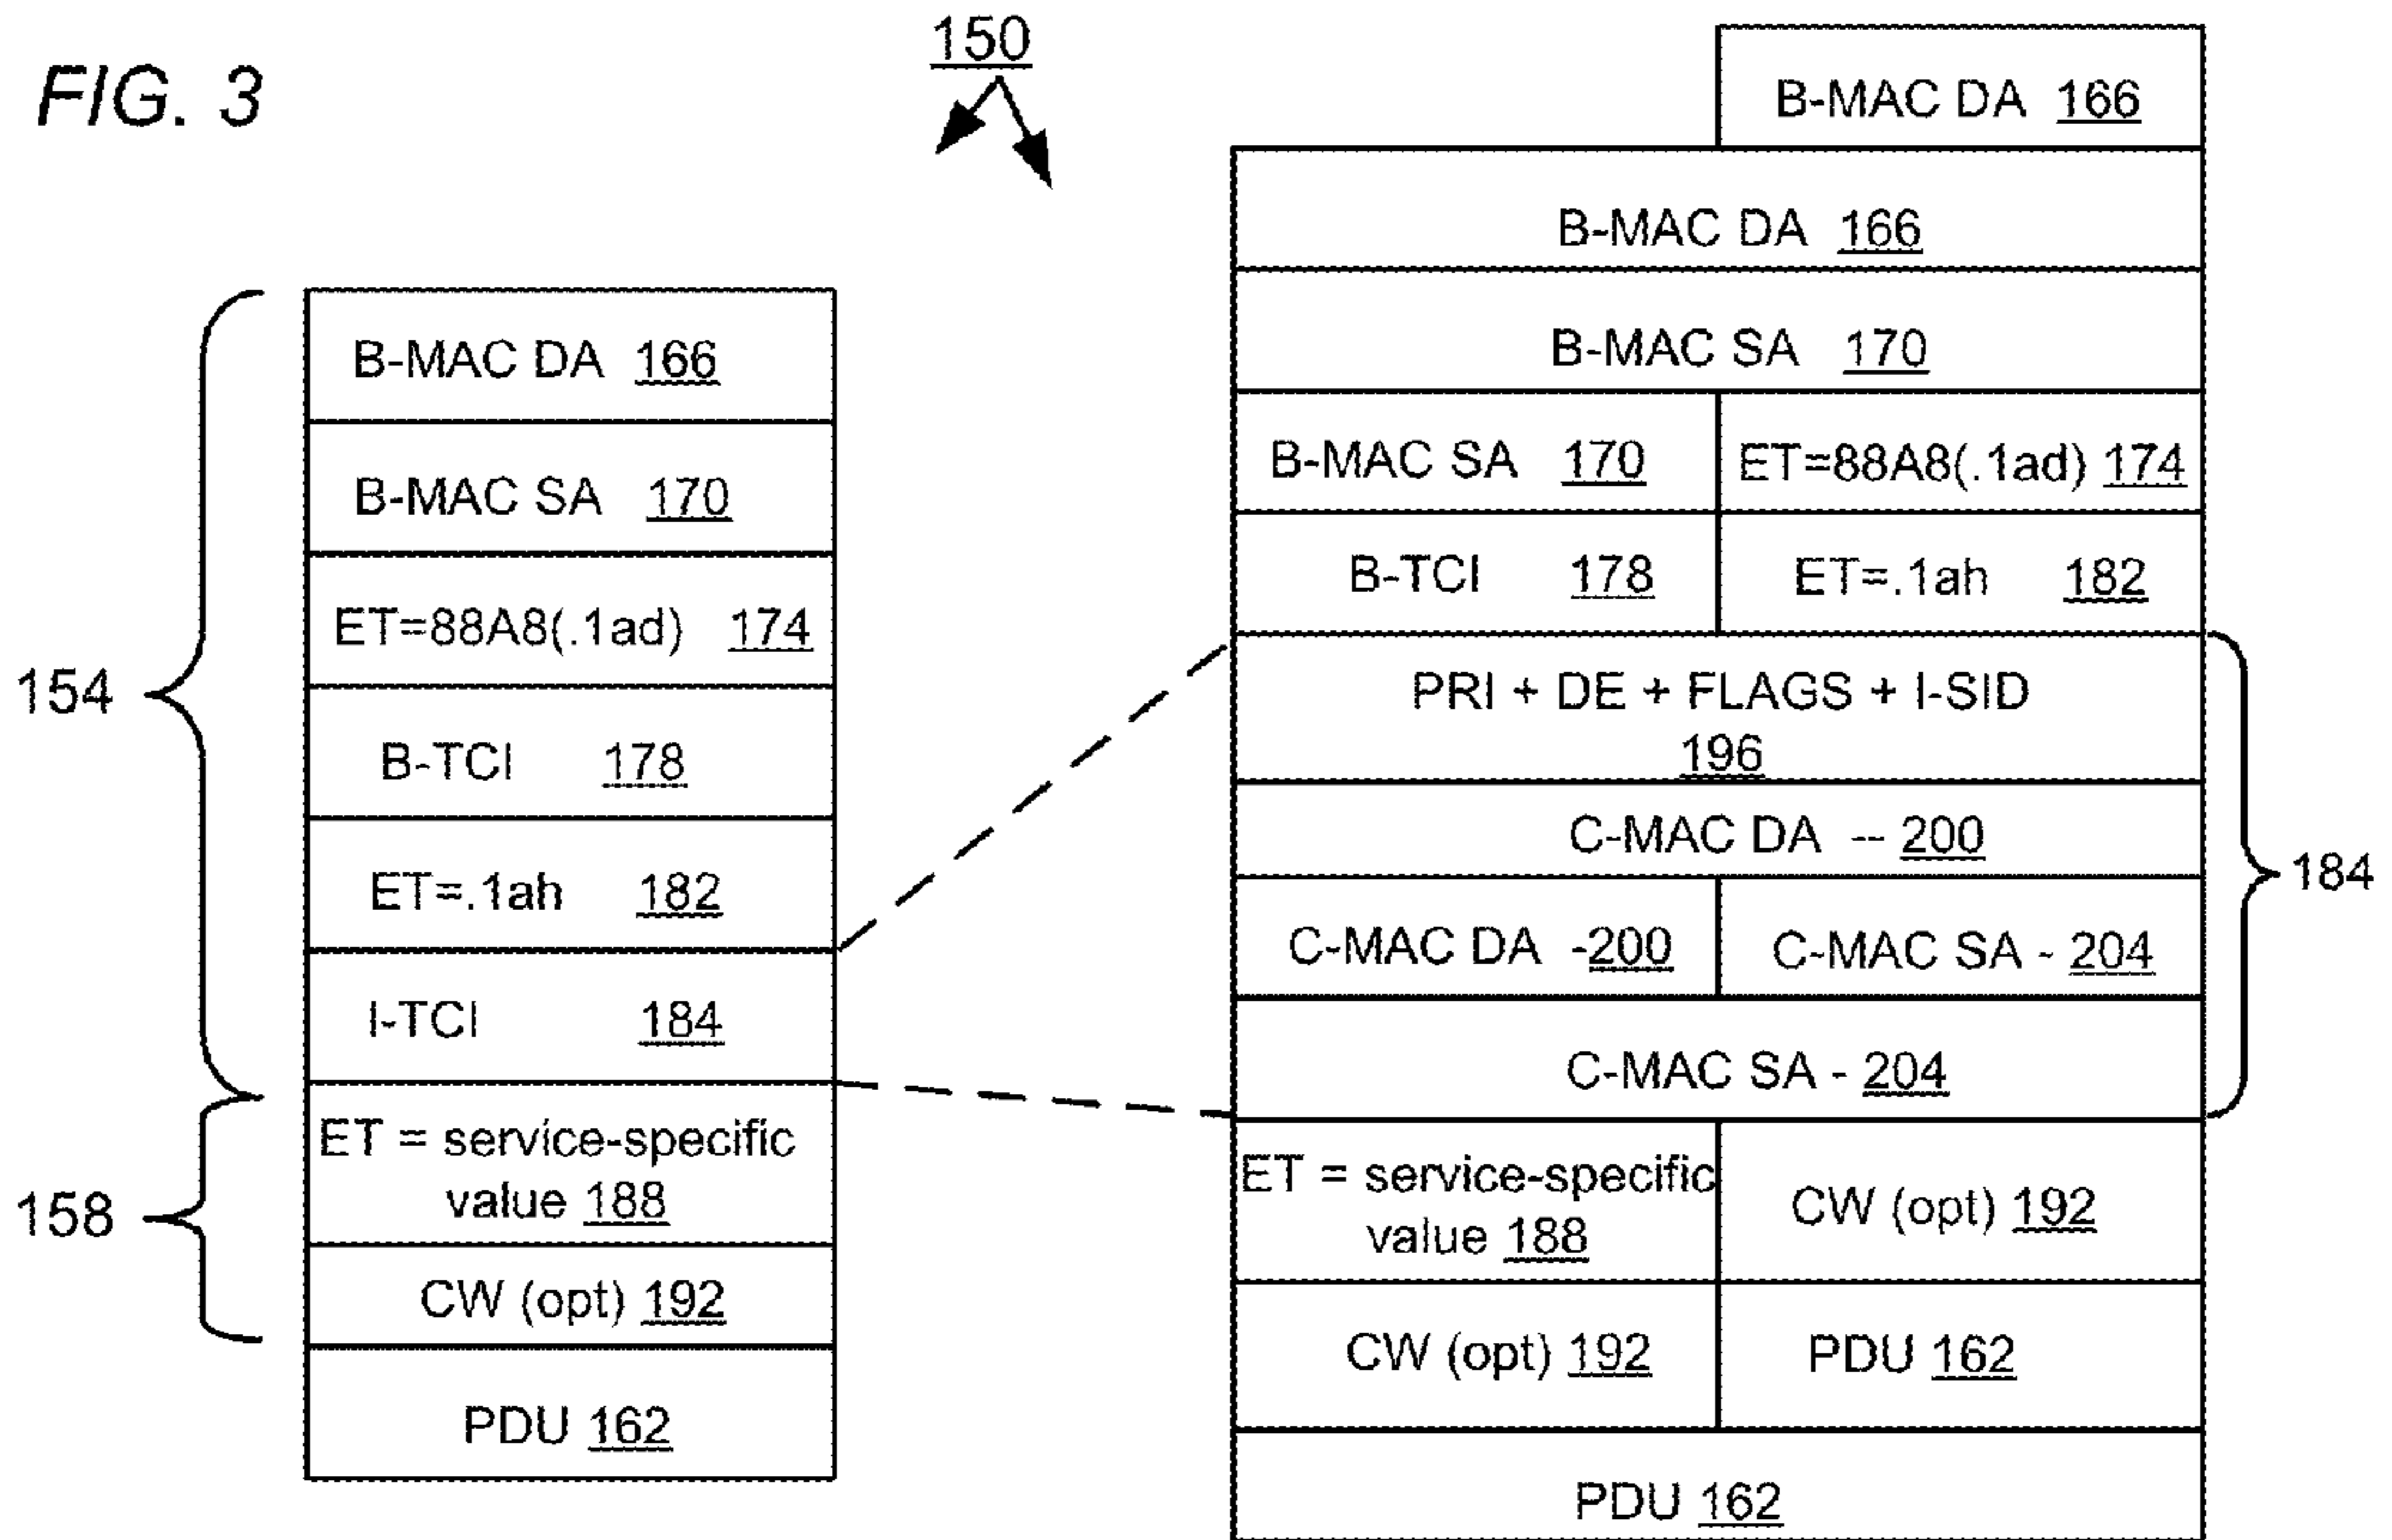 FIG. 3
150
154
158
B-MAC DA 166
B-MAC SA 170
ET=88A8(.1ad) 174
B-TCI 178
ET=.1ah 182
I-TCI 184
ET = service-specific
value 188
CW (opt) 192
PDU 162
B-MAC DA 166
B-MAC DA 166
B-MAC SA 170
B-MAC SA 170 ET=88A8(.1ad) 174
B-TCI 178 ET=.1ah 182
PRI + DE + FLAGS + I-SID
196
C-MAC DA -- 200
C-MAC DA -200 C-MAC SA - 204
C-MAC SA - 204
184
ET = service-specific
value 188
CW (opt) 192
CW (opt) 192 PDU 162
PDU 162